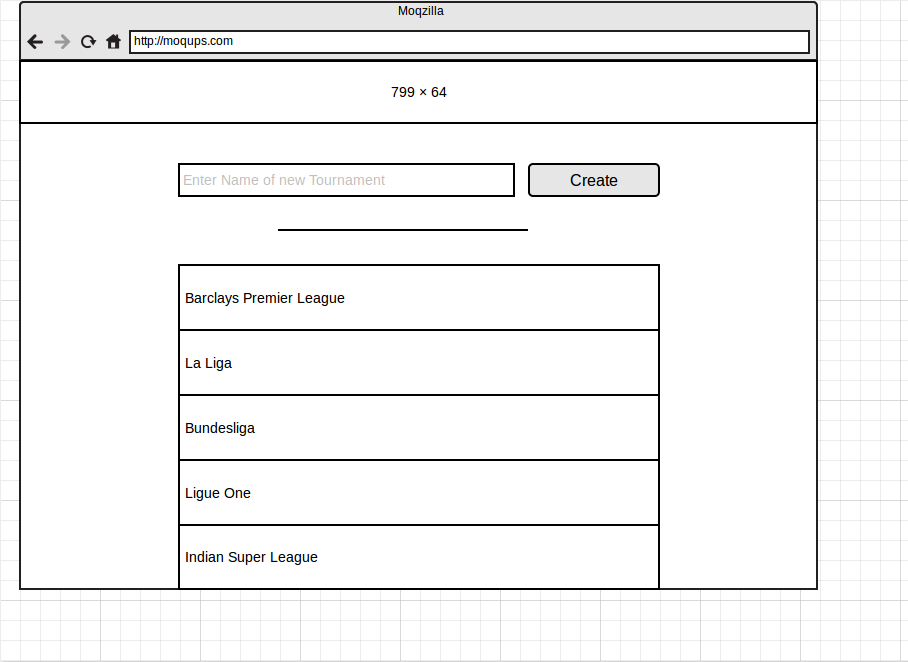 Moqzilla
http://moqups.com
799 × 64
Enter Name of new Tournament
Create
Barclays Premier League
La Liga
Bundesliga
Ligue One
Indian Super League